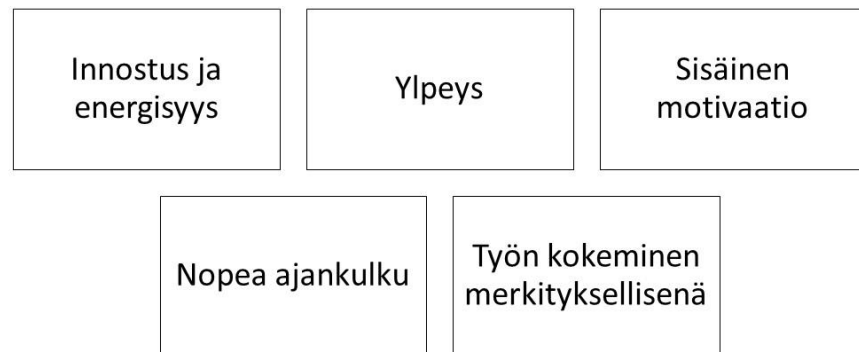 Innostus ja
energisyys
Ylpeys
Sisäinen
motivaatio
Nopea ajankulku
Työn kokeminen
merkityksellisenä